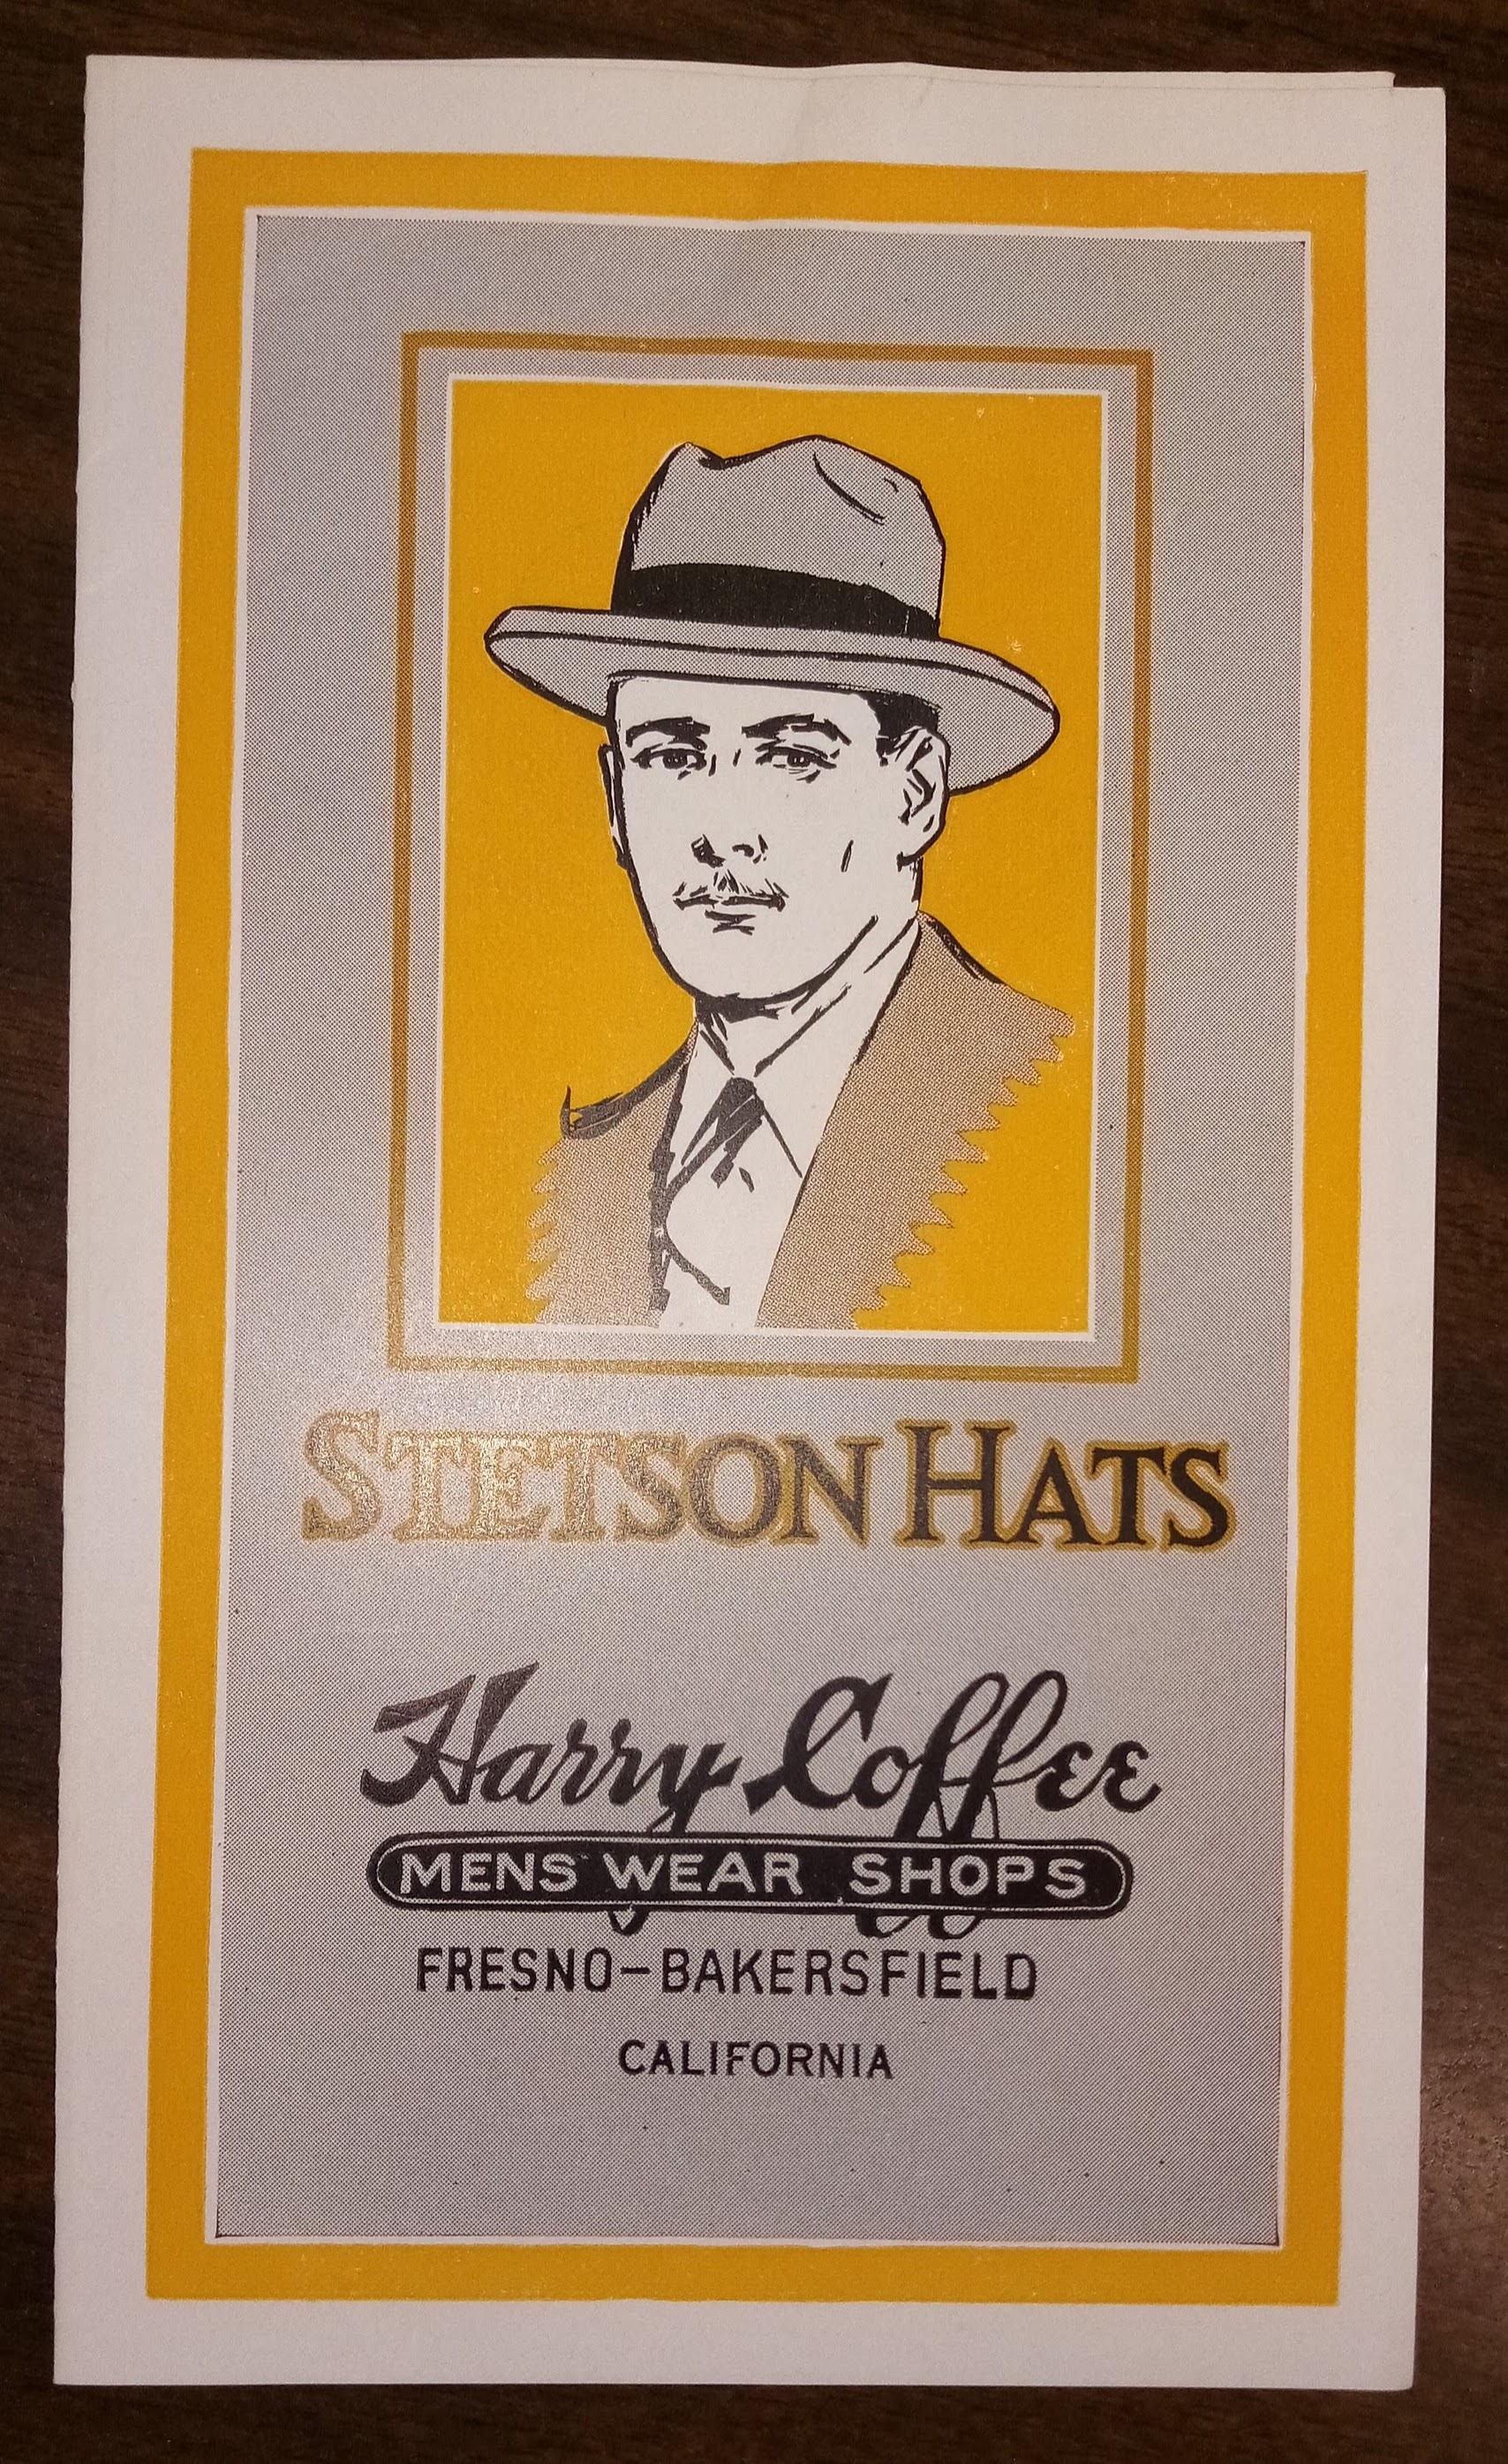 STETSON HATS
Harry Coffee
MENS WEAR SHOPS
FRESNO-BAKERSFIELD
CALIFORNIA